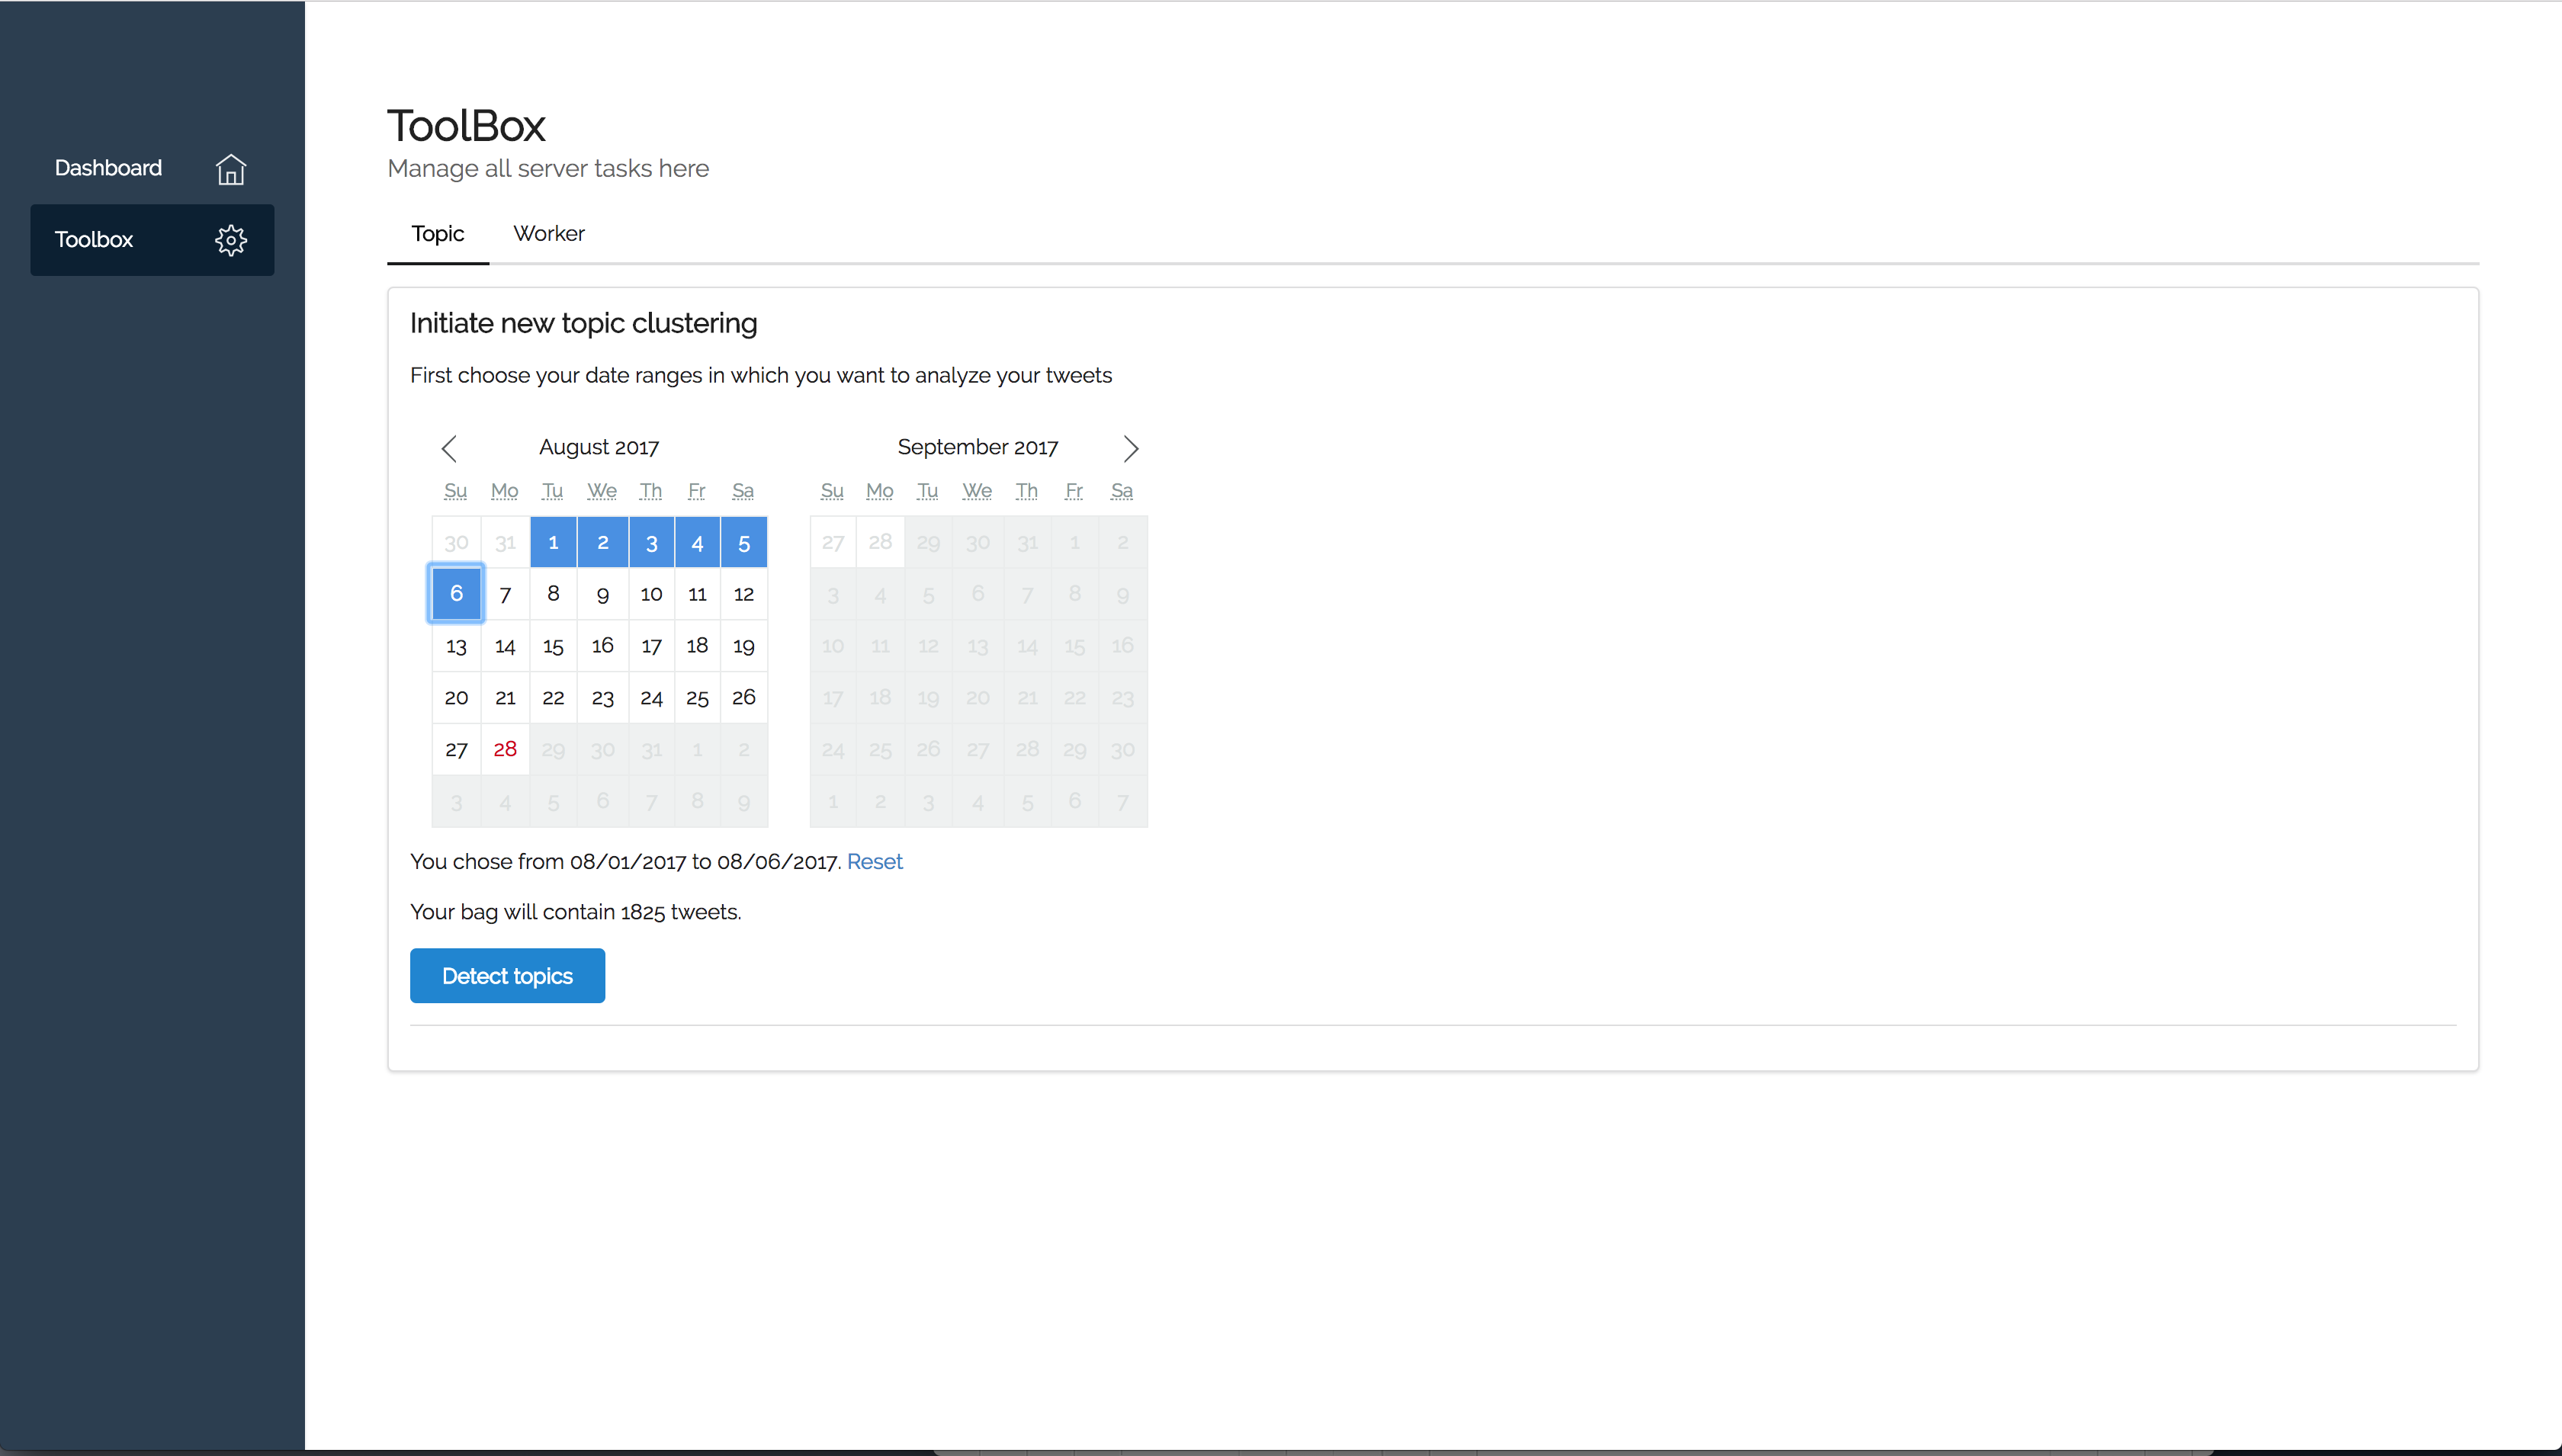 Dashboard
Toolbox
ToolBox
Manage all server tasks here
Topic Worker
Initiate new topic clustering
First choose your date ranges in which you want to analyze your tweets
August 2017
Su Mo Tu We Th Fr Sa
30 31 1 2 3 4 5
6 7 8 9 10 11 12
13 14 15 16 17 18 19
20 21 22 23 24 25 26
27 28 29 30 31 1 2
3 4 5 6 7 8 9
September 2017
Su Mo Tu We Th Fr Sa
27 28 29 30 31 1 2
3 4 5 6 7 8 9
10 11 12 13 14 15 16
17 18 19 20 21 22 23
24 25 26 27 28 29 30
1 2 3 4 5 6 7
You chose from 08/01/2017 to 08/06/2017. Reset
Your bag will contain 1825 tweets.
Detect topics